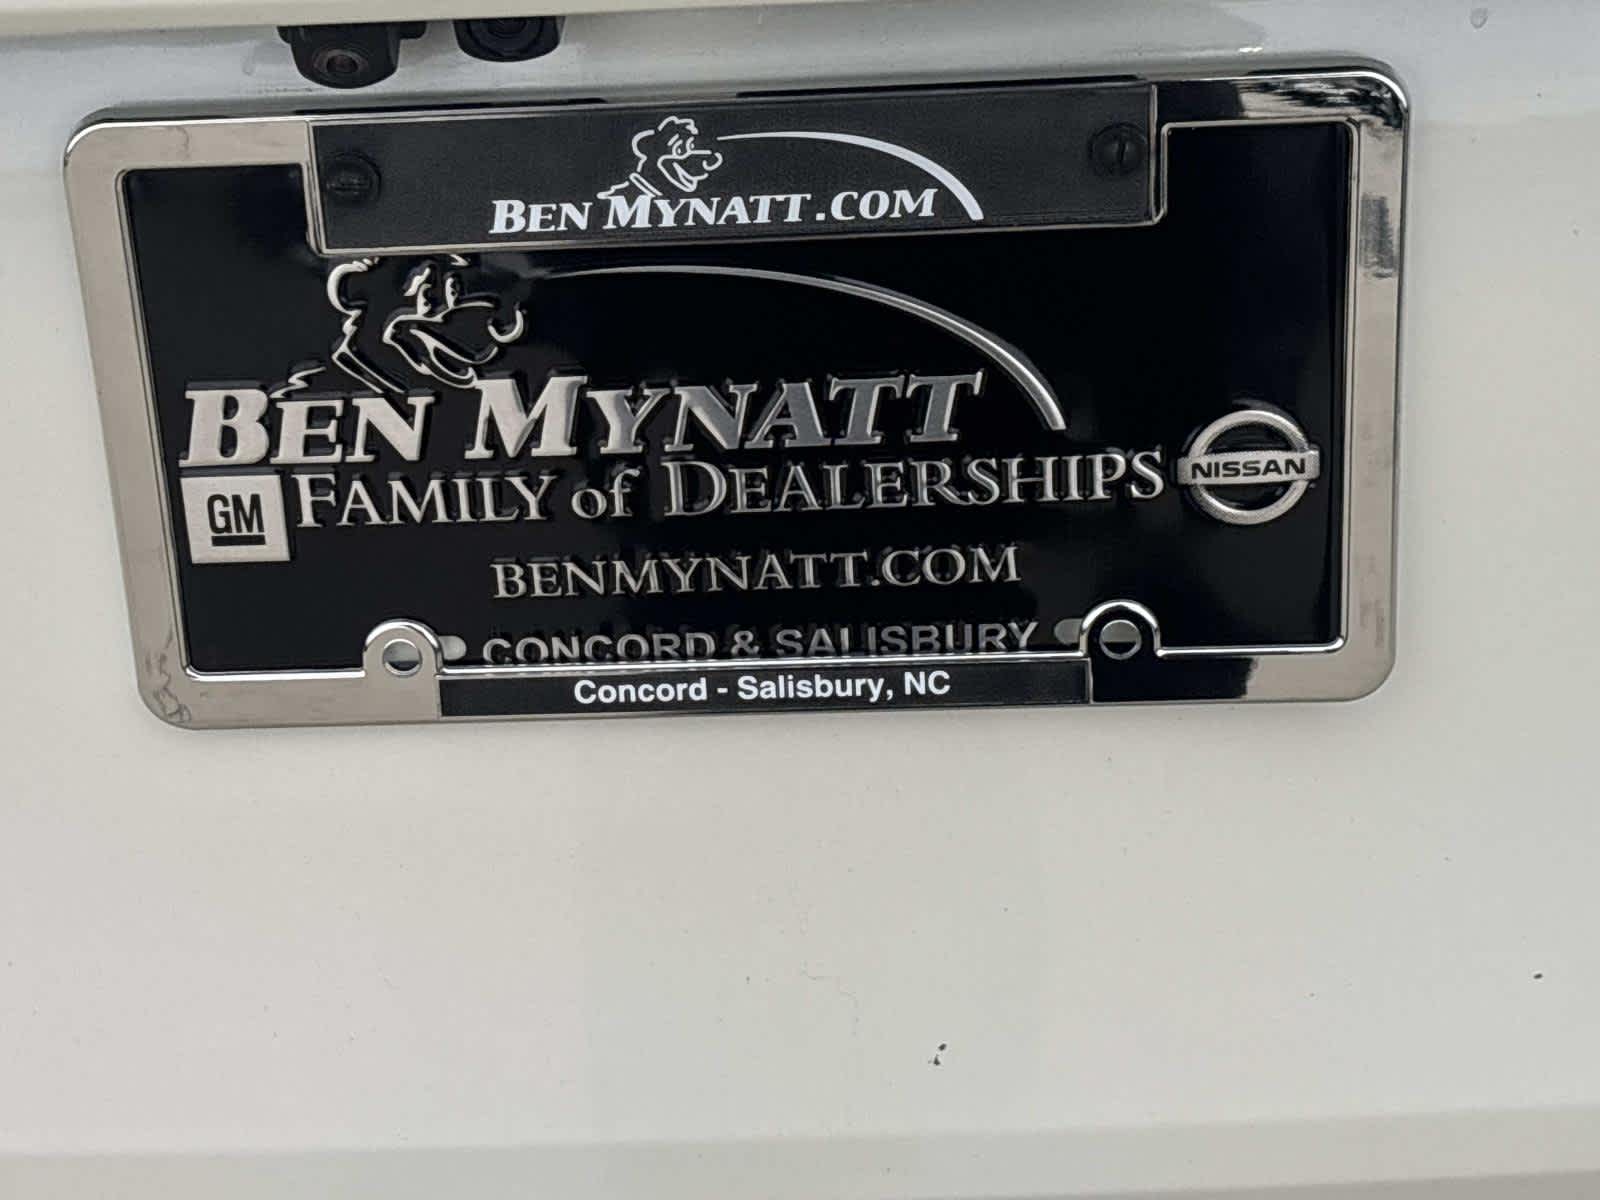 BEN MYNATT.COM
BEN MYNATT
GM FAMILY of DEALERSHIPS NISSAN
BENMYNATT.COM
CONCORD & SALISBURY
Concord - Salisbury, NC